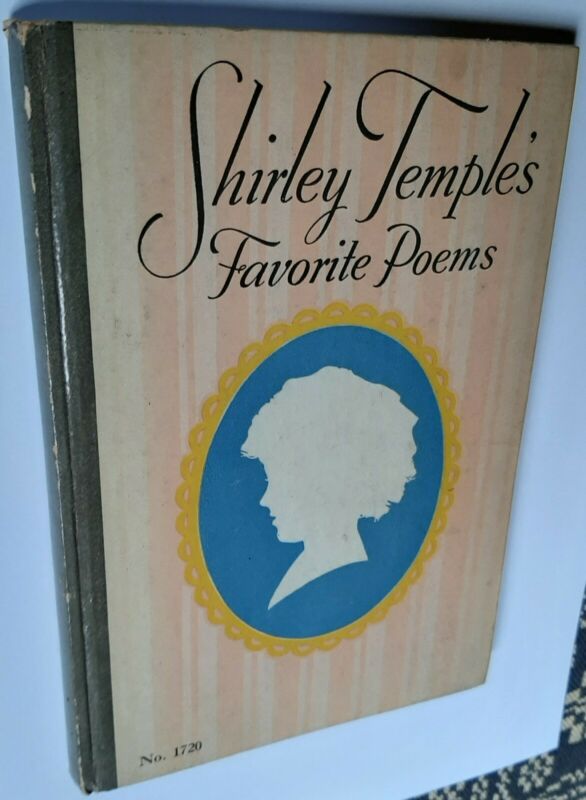 Shirley Temple's
Favorite Poems
No. 1720